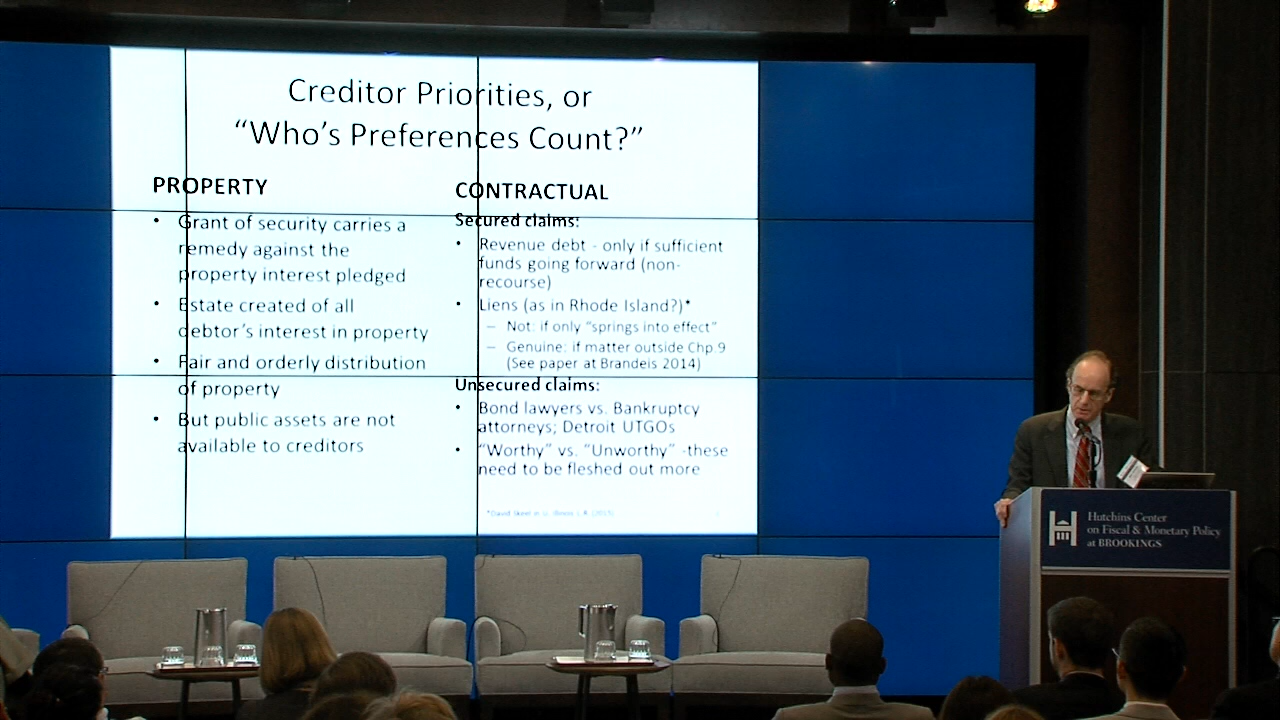 Creditor Priorities, or
“Who’s Preferences Count?”
PROPERTY
• Grant of security carries a
remedy against the
property interest pledged
• Estate created of all
debtor’s interest in property
• Fair and orderly distribution
of property
• But public assets are not
available to creditors
CONTRACTUAL
Secured claims:
• Revenue debt - only if sufficient
funds going forward (non-
recourse)
• Liens (as in Rhode Island?)*
– Not: if only “springs into effect”
– Genuine: if matter outside Chp 9
(See paper at Brandeis 2014)
Unsecured claims:
• Bond lawyers vs. Bankruptcy
attorneys; Detroit UTGOs
• “Worthy” vs. “Unworthy” -these
need to be fleshed out more
*David Skeel in U.
Hutchins Center
on Fiscal & Monetary Policy
at BROOKINGS